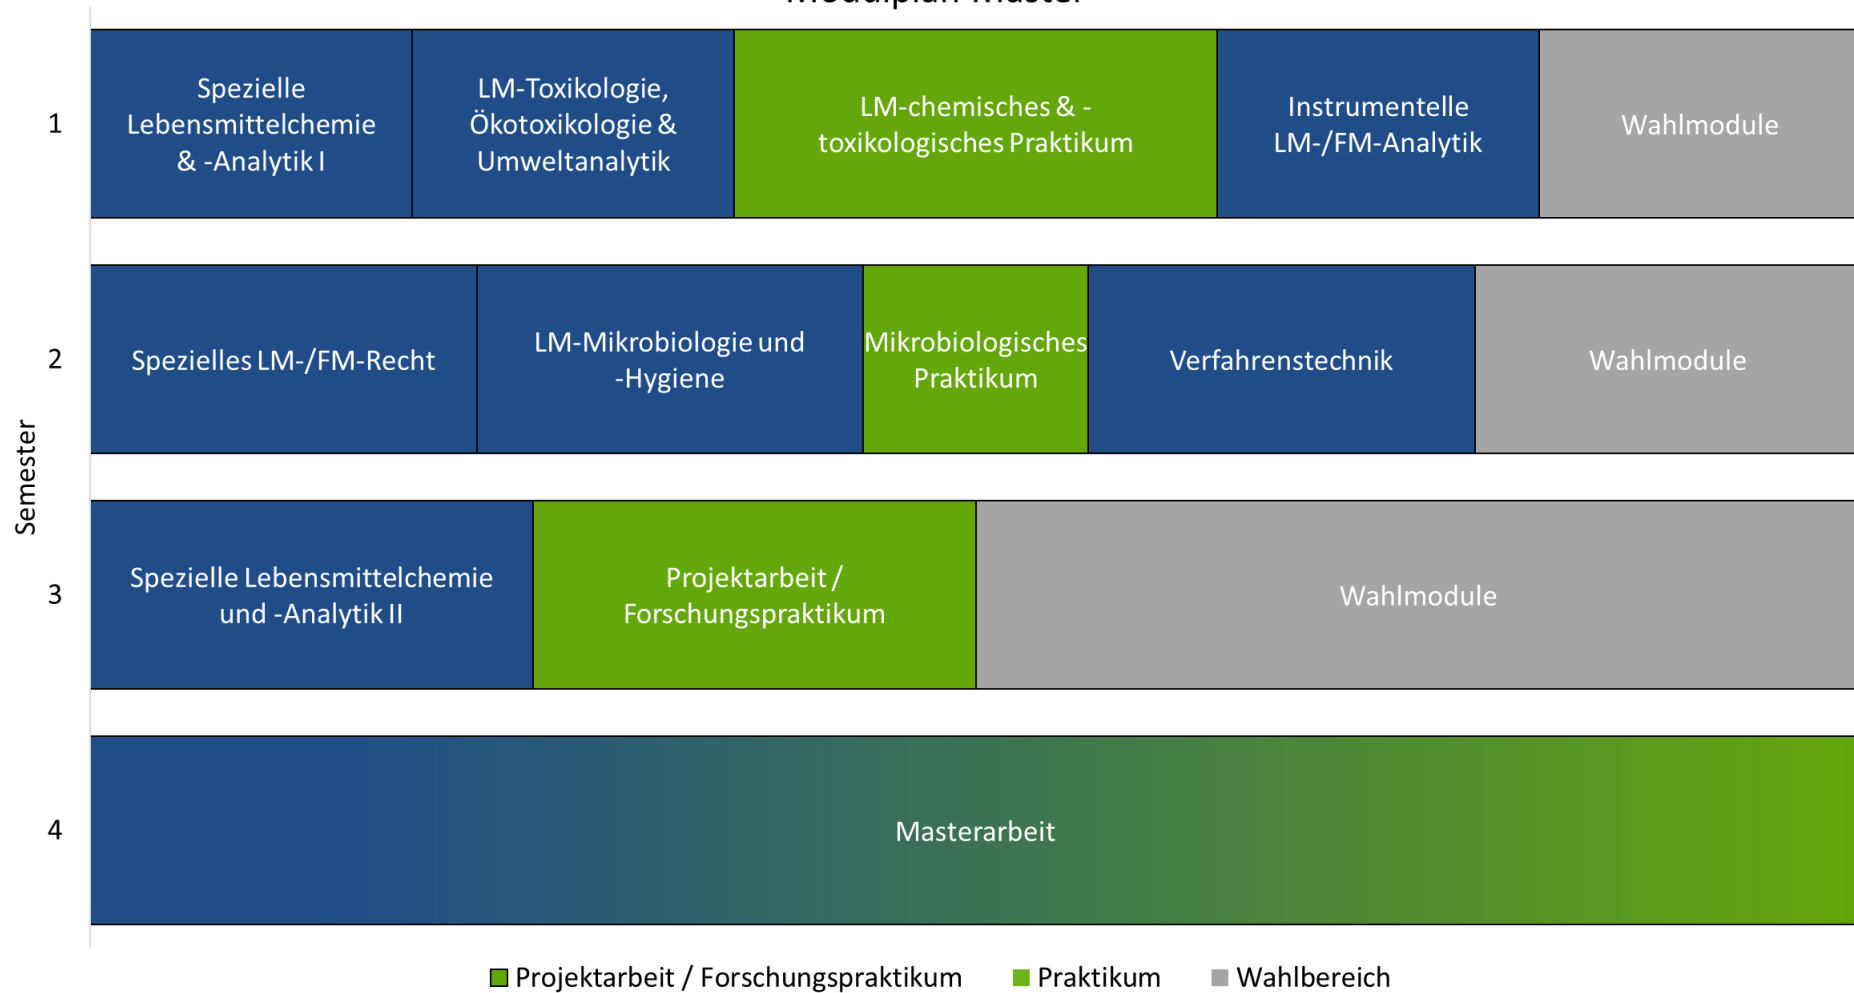 Modulplan Master
1
Spezielle
Lebensmittelchemie
& -Analytik I
LM-Toxikologie,
Ökotoxikologie &
Umweltanalytik
LM-chemisches & -
toxikologisches Praktikum
Instrumentelle
LM-/FM-Analytik
Wahlmodule
2
Spezielles LM-/FM-Recht
LM-Mikrobiologie und
-Hygiene
Mikrobiologisches
Praktikum
Verfahrenstechnik
Wahlmodule
Semester
3
Spezielle Lebensmittelchemie
und -Analytik II
Projektarbeit /
Forschungspraktikum
Wahlmodule
4
Masterarbeit
Projektarbeit / Forschungspraktikum
Praktikum
Wahlbereich